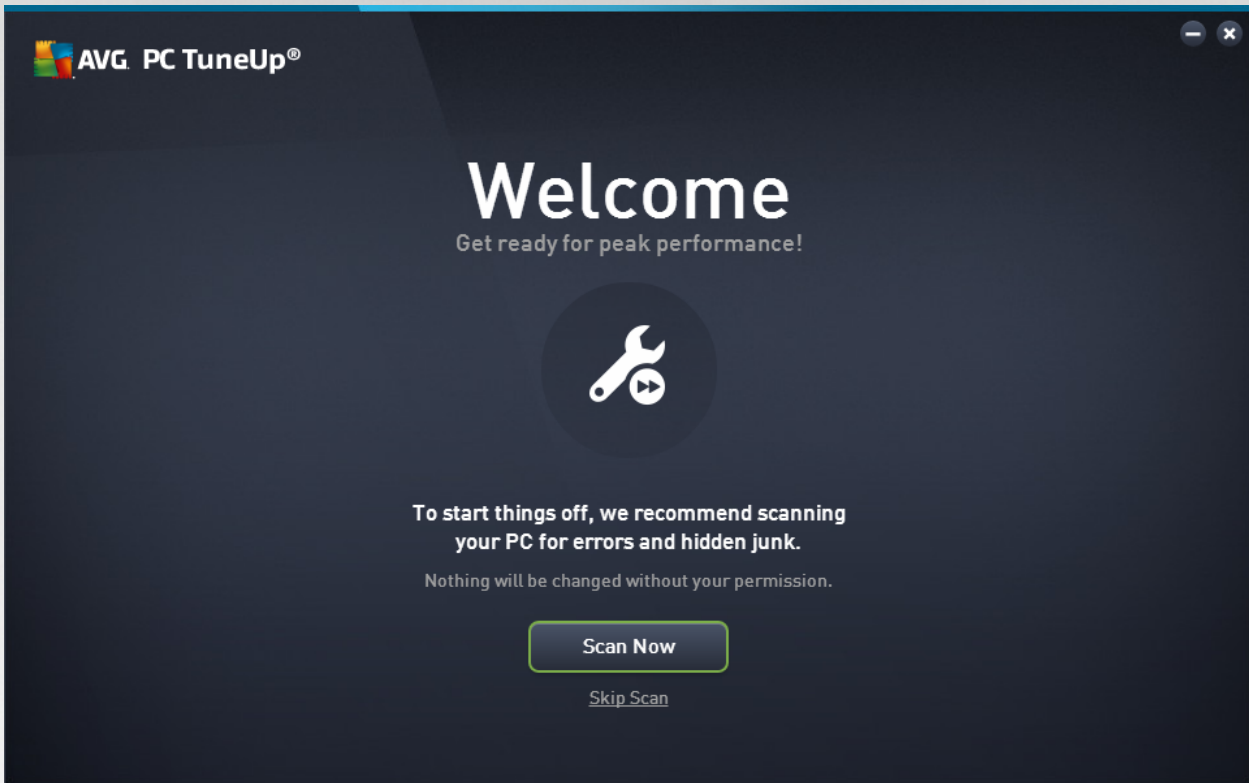 AVG. PC TuneUp®
Welcome
Get ready for peak performance!
To start things off, we recommend scanning
your PC for errors and hidden junk.
Nothing will be changed without your permission.
Scan Now
Skip Scan